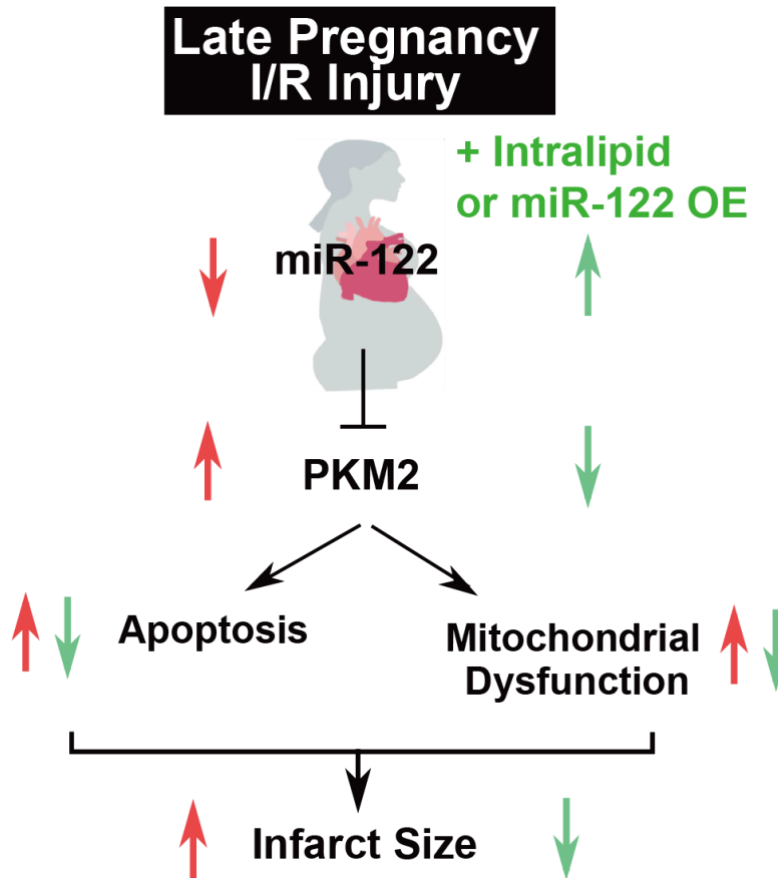 Late Pregnancy
I/R Injury
+ Intralipid
or miR-122 OE
miR-122
PKM2
Apoptosis
Mitochondrial
Dysfunction
Infarct Size